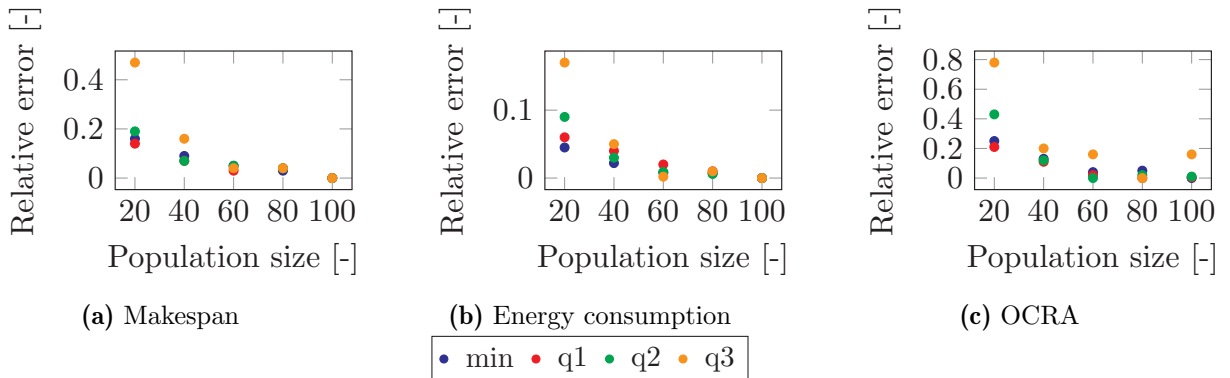 Relative error [-]
0.4
0.2
0
20 40 60 80 100
Population size [-]
(a) Makespan
Relative error [-]
0.1
0
20 40 60 80 100
Population size [-]
(b) Energy consumption
Relative error [-]
0.8
0.6
0.4
0.2
0
20 40 60 80 100
Population size [-]
(c) OCRA
min q1 q2 q3